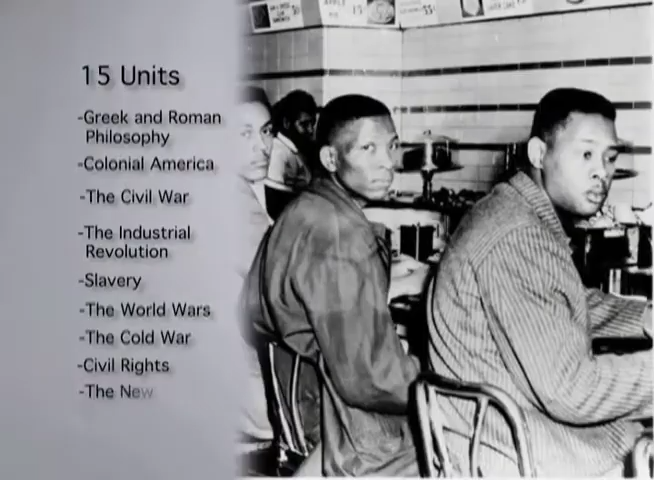 15 Units
-Greek and Roman
Philosophy
-Colonial America
-The Civil War
-The Industrial
Revolution
-Slavery
-The World Wars
-The Cold War
-Civil Rights
-The New